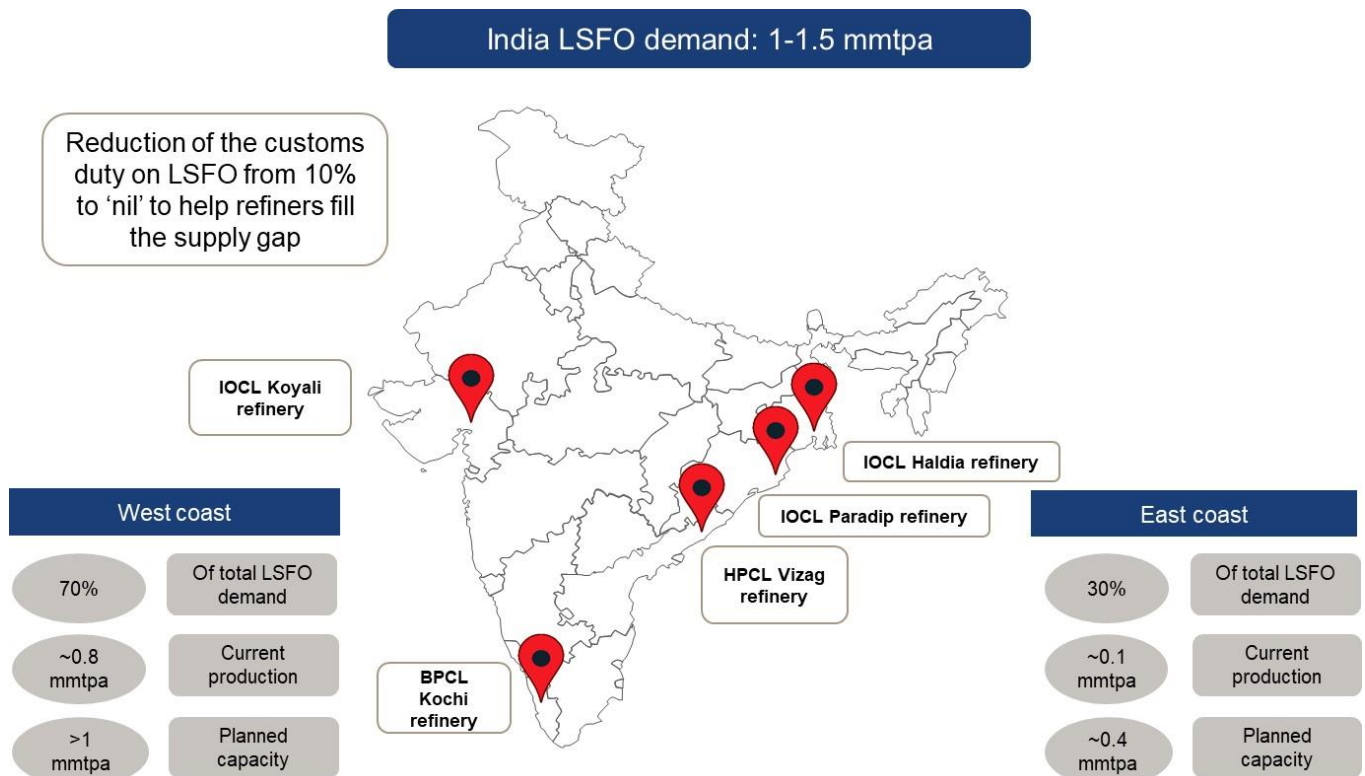 India LSFO demand: 1-1.5 mmtpa
Reduction of the customs
duty on LSFO from 10%
to ‘nil’ to help refiners fill
the supply gap
IOCL Koyali
refinery
IOCL Haldia refinery
IOCL Paradip refinery
HPCL Vizag
refinery
BPCL
Kochi
refinery
West coast
70%
Of total LSFO
demand
~0.8
mmtpa
Current
production
>1
mmtpa
Planned
capacity
East coast
30%
Of total LSFO
demand
~0.1
mmtpa
Current
production
~0.4
mmtpa
Planned
capacity